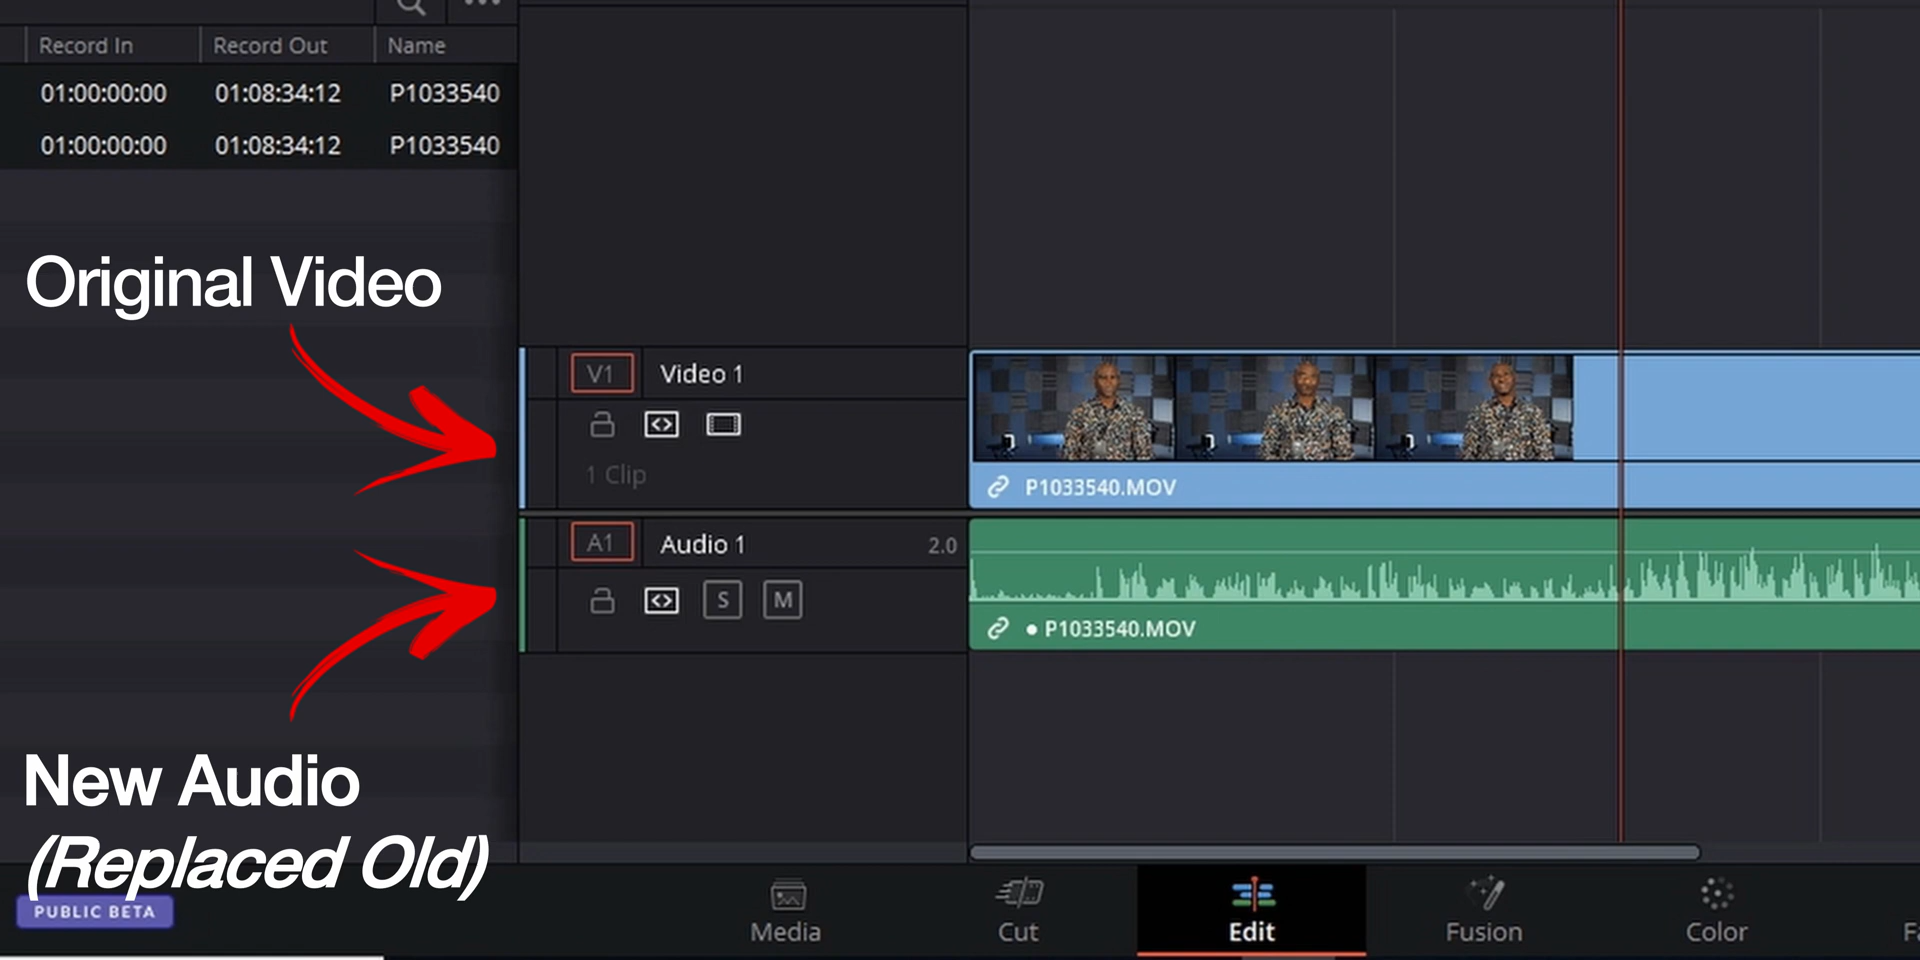 Record In Record Out Name
01:00:00:00 01:08:34:12 P1033540
01:00:00:00 01:08:34:12 P1033540
Original Video
V1 Video 1
1 Clip
P1033540.MOV
A1 Audio 1 2.0
S M
P1033540.MOV
New Audio
(Replaced Old)
PUBLIC BETA
Media Cut Edit Fusion Color